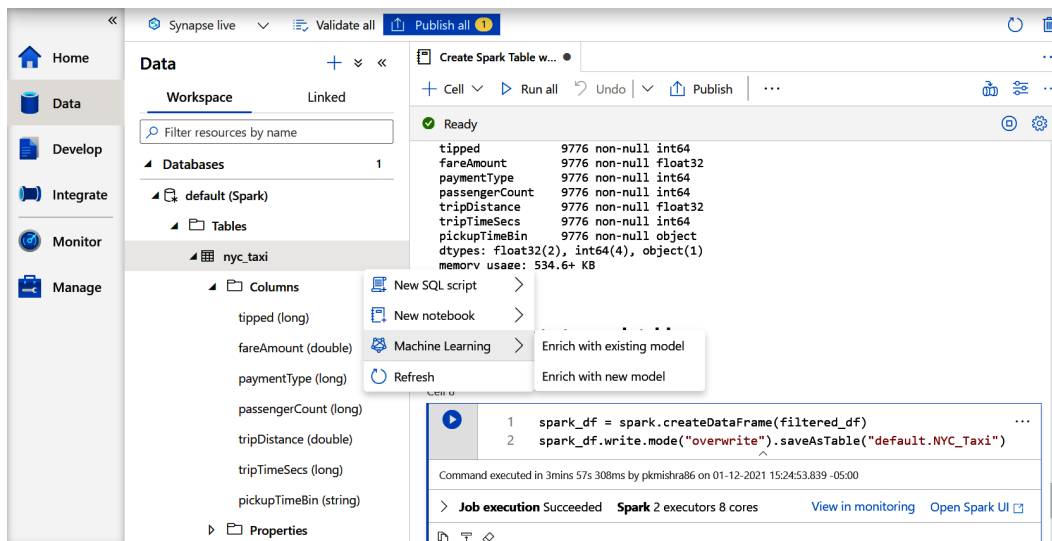 Synapse live
Validate all
Publish all 1
Home
Data
Develop
Integrate
Monitor
Manage
Data
Workspace
Linked
Filter resources by name
Databases 1
default (Spark)
Tables
nyc_taxi
Columns
tipped (long)
fareAmount (double)
paymentType (long)
passengerCount (long)
tripDistance (double)
tripTimeSecs (long)
pickupTimeBin (string)
Properties
New SQL script
New notebook
Machine Learning
Refresh
Enrich with existing model
Enrich with new model
Create Spark Table w...
Cell
Run all
Undo
Publish
Ready
tipped 9776 non-null int64
fareAmount 9776 non-null float32
paymentType 9776 non-null int64
passengerCount 9776 non-null int64
tripDistance 9776 non-null float32
tripTimeSecs 9776 non-null int64
pickupTimeBin 9776 non-null object
dtypes: float32(2), int64(4), object(1)
memory usage: 534.6+ KB
1 spark_df = spark.createDataFrame(filtered_df)
2 spark_df.write.mode("overwrite").saveAsTable("default.NYC_Taxi")
Command executed in 3mins 57s 308ms by pkmishra86 on 01-12-2021 15:24:53.839 -05:00
Job execution Succeeded Spark 2 executors 8 cores View in monitoring Open Spark UI